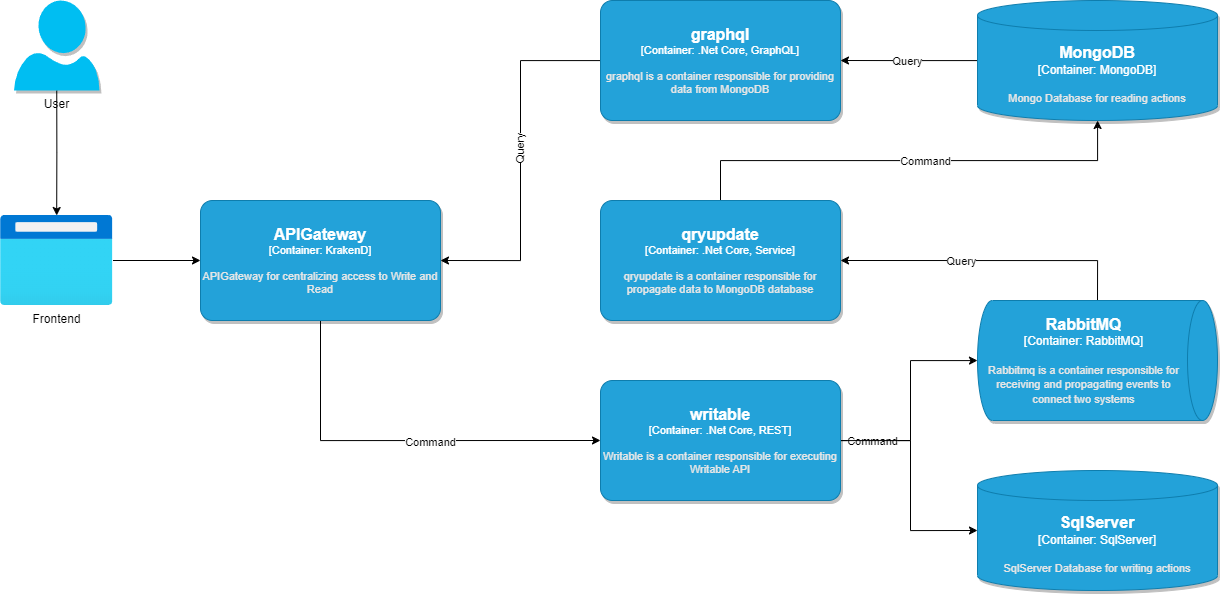 User
Frontend
APIGateway
[Container: KrakenD]
APIGateway for centralizing access to Write and
Read
graphql
[Container: .Net Core, GraphQL]
graphql is a container responsible for providing
data from MongoDB
Query
MongoDB
[Container: MongoDB]
Mongo Database for reading actions
Query
Command
qryupdate
[Container: .Net Core, Service]
qryupdate is a container responsible for
propagate data to MongoDB database
Query
RabbitMQ
[Container: RabbitMQ]
Rabbitmq is a container responsible for
receiving and propagating events to
connect two systems
Command
writable
[Container: .Net Core, REST]
Writable is a container responsible for executing
Writable API
Command
SqlServer
[Container: SqlServer]
SqlServer Database for writing actions